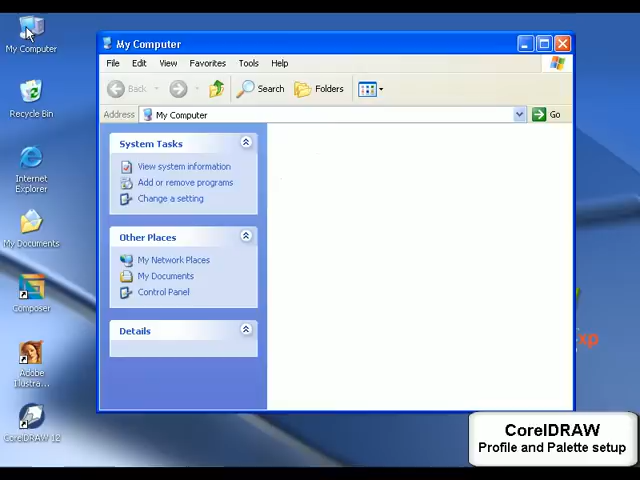 My Computer
Recycle Bin
Internet
Explorer
My Documents
Composer
Adobe
Illustra...
CorelDRAW 12
My Computer
File Edit View Favorites Tools Help
Back Search Folders
Address My Computer Go
System Tasks
View system information
Add or remove programs
Change a setting
Other Places
My Network Places
My Documents
Control Panel
Details
xp
CorelDRAW
Profile and Palette setup